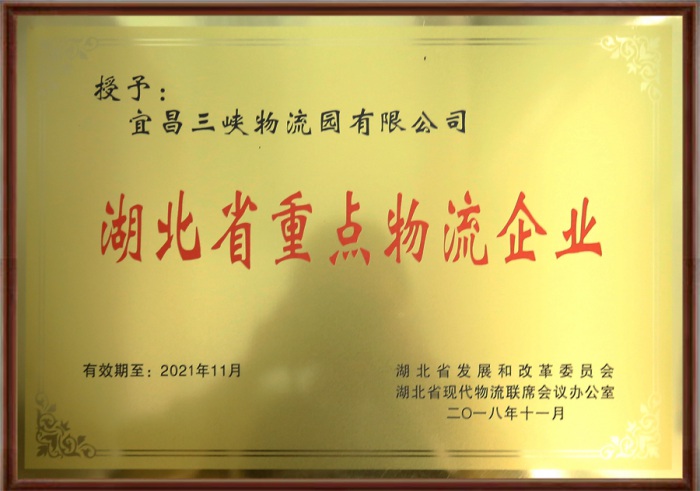 授予：
宜昌三峡物流园有限公司
湖北省重点物流企业
有效期至：2021年11月
湖北省发展和改革委员会
湖北省现代物流联席会议办公室
二〇一八年十一月